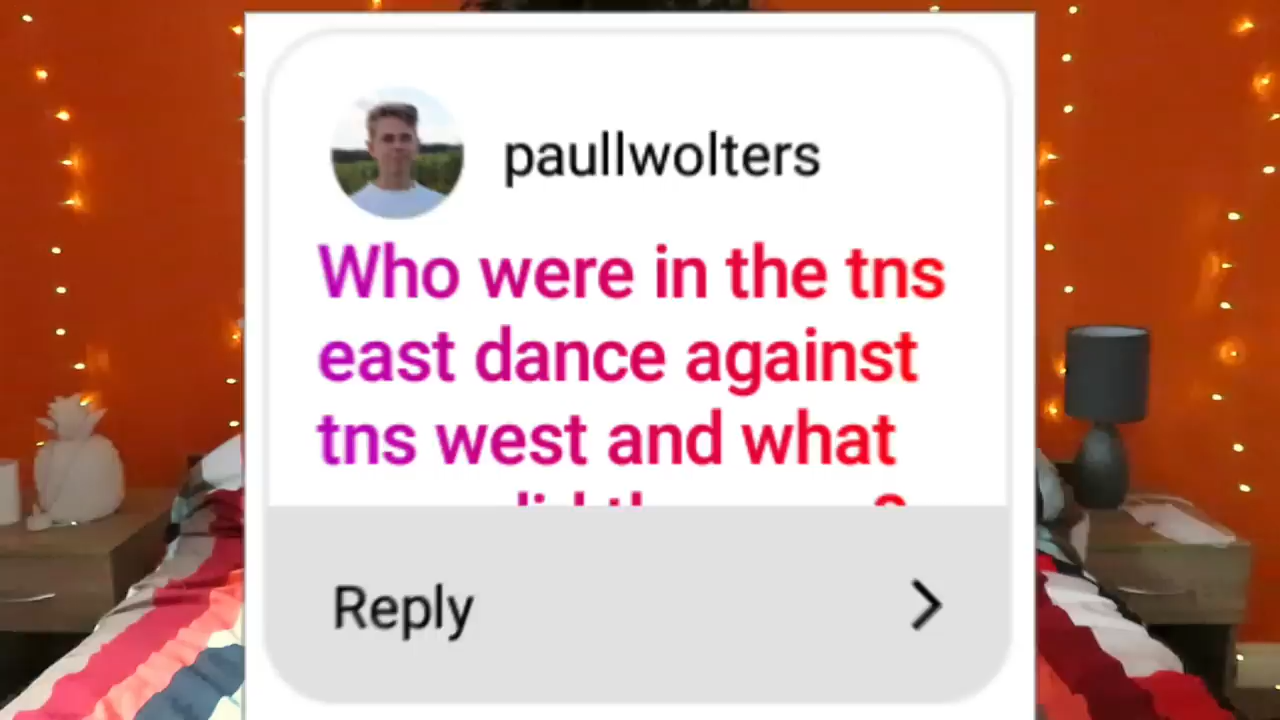 paullwolters
Who were in the tns
east dance against
tns west and what
Reply